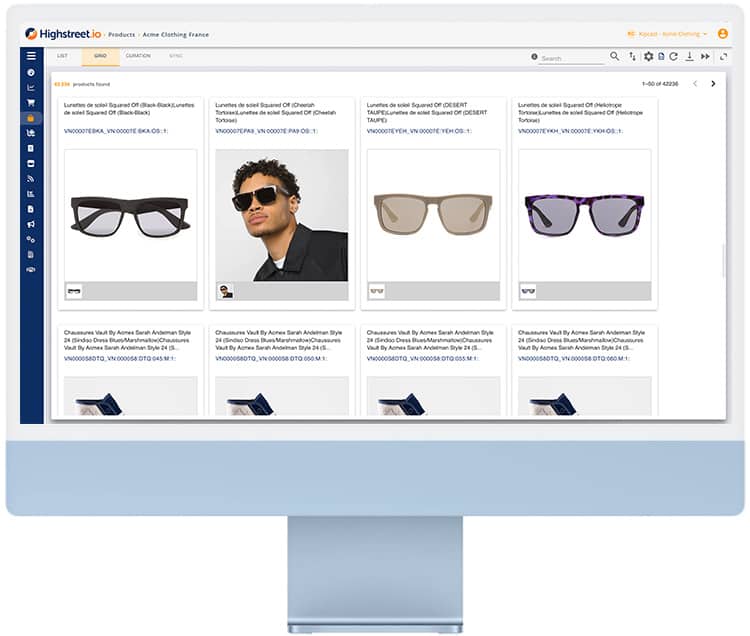 Highstreet.io › Products › Acme Clothing France
Acme Clothing
LIST GRID CURATION SYNC
Search
products found
1–50 of 42236
Lunettes de soleil Squared Off (Black-Black)Lunettes
de soleil Squared Off (Black-Black)
VN00007EBKA_VN:00007E:BKA:OS::1:
Lunettes de soleil Squared Off (Cheetah
Tortoise)Lunettes de soleil Squared Off (Cheetah
Tortoise)
VN00007EPA9_VN:00007E:PA9:OS::1:
Lunettes de soleil Squared Off (DESERT
TAUPE)Lunettes de soleil Squared Off (DESERT
TAUPE)
VN00007EYEH_VN:00007E:YEH:OS::1:
Lunettes de soleil Squared Off (Heliotrope
Tortoise)Lunettes de soleil Squared Off (Heliotrope
Tortoise)
VN00007EYKH_VN:00007E:YKH:OS::1:
Chaussures Vault By Acmex Sarah Andelman Style
24 (Sindiso Dress Blues/Marshmallow)Chaussures
Vault By Acmex Sarah Andelman Style 24 (S...
VN0000S8DTQ_VN:0000S8:DTQ:045:M:1:
Chaussures Vault By Acmex Sarah Andelman Style
24 (Sindiso Dress Blues/Marshmallow)Chaussures
Vault By Acmex Sarah Andelman Style 24 (S...
VN0000S8DTQ_VN:0000S8:DTQ:050:M:1:
Chaussures Vault By Acmex Sarah Andelman Style
24 (Sindiso Dress Blues/Marshmallow)Chaussures
Vault By Acmex Sarah Andelman Style 24 (S...
VN0000S8DTQ_VN:0000S8:DTQ:055:M:1:
Chaussures Vault By Acmex Sarah Andelman Style
24 (Sindiso Dress Blues/Marshmallow)Chaussures
Vault By Acmex Sarah Andelman Style 24 (S...
VN0000S8DTQ_VN:0000S8:DTQ:060:M:1: